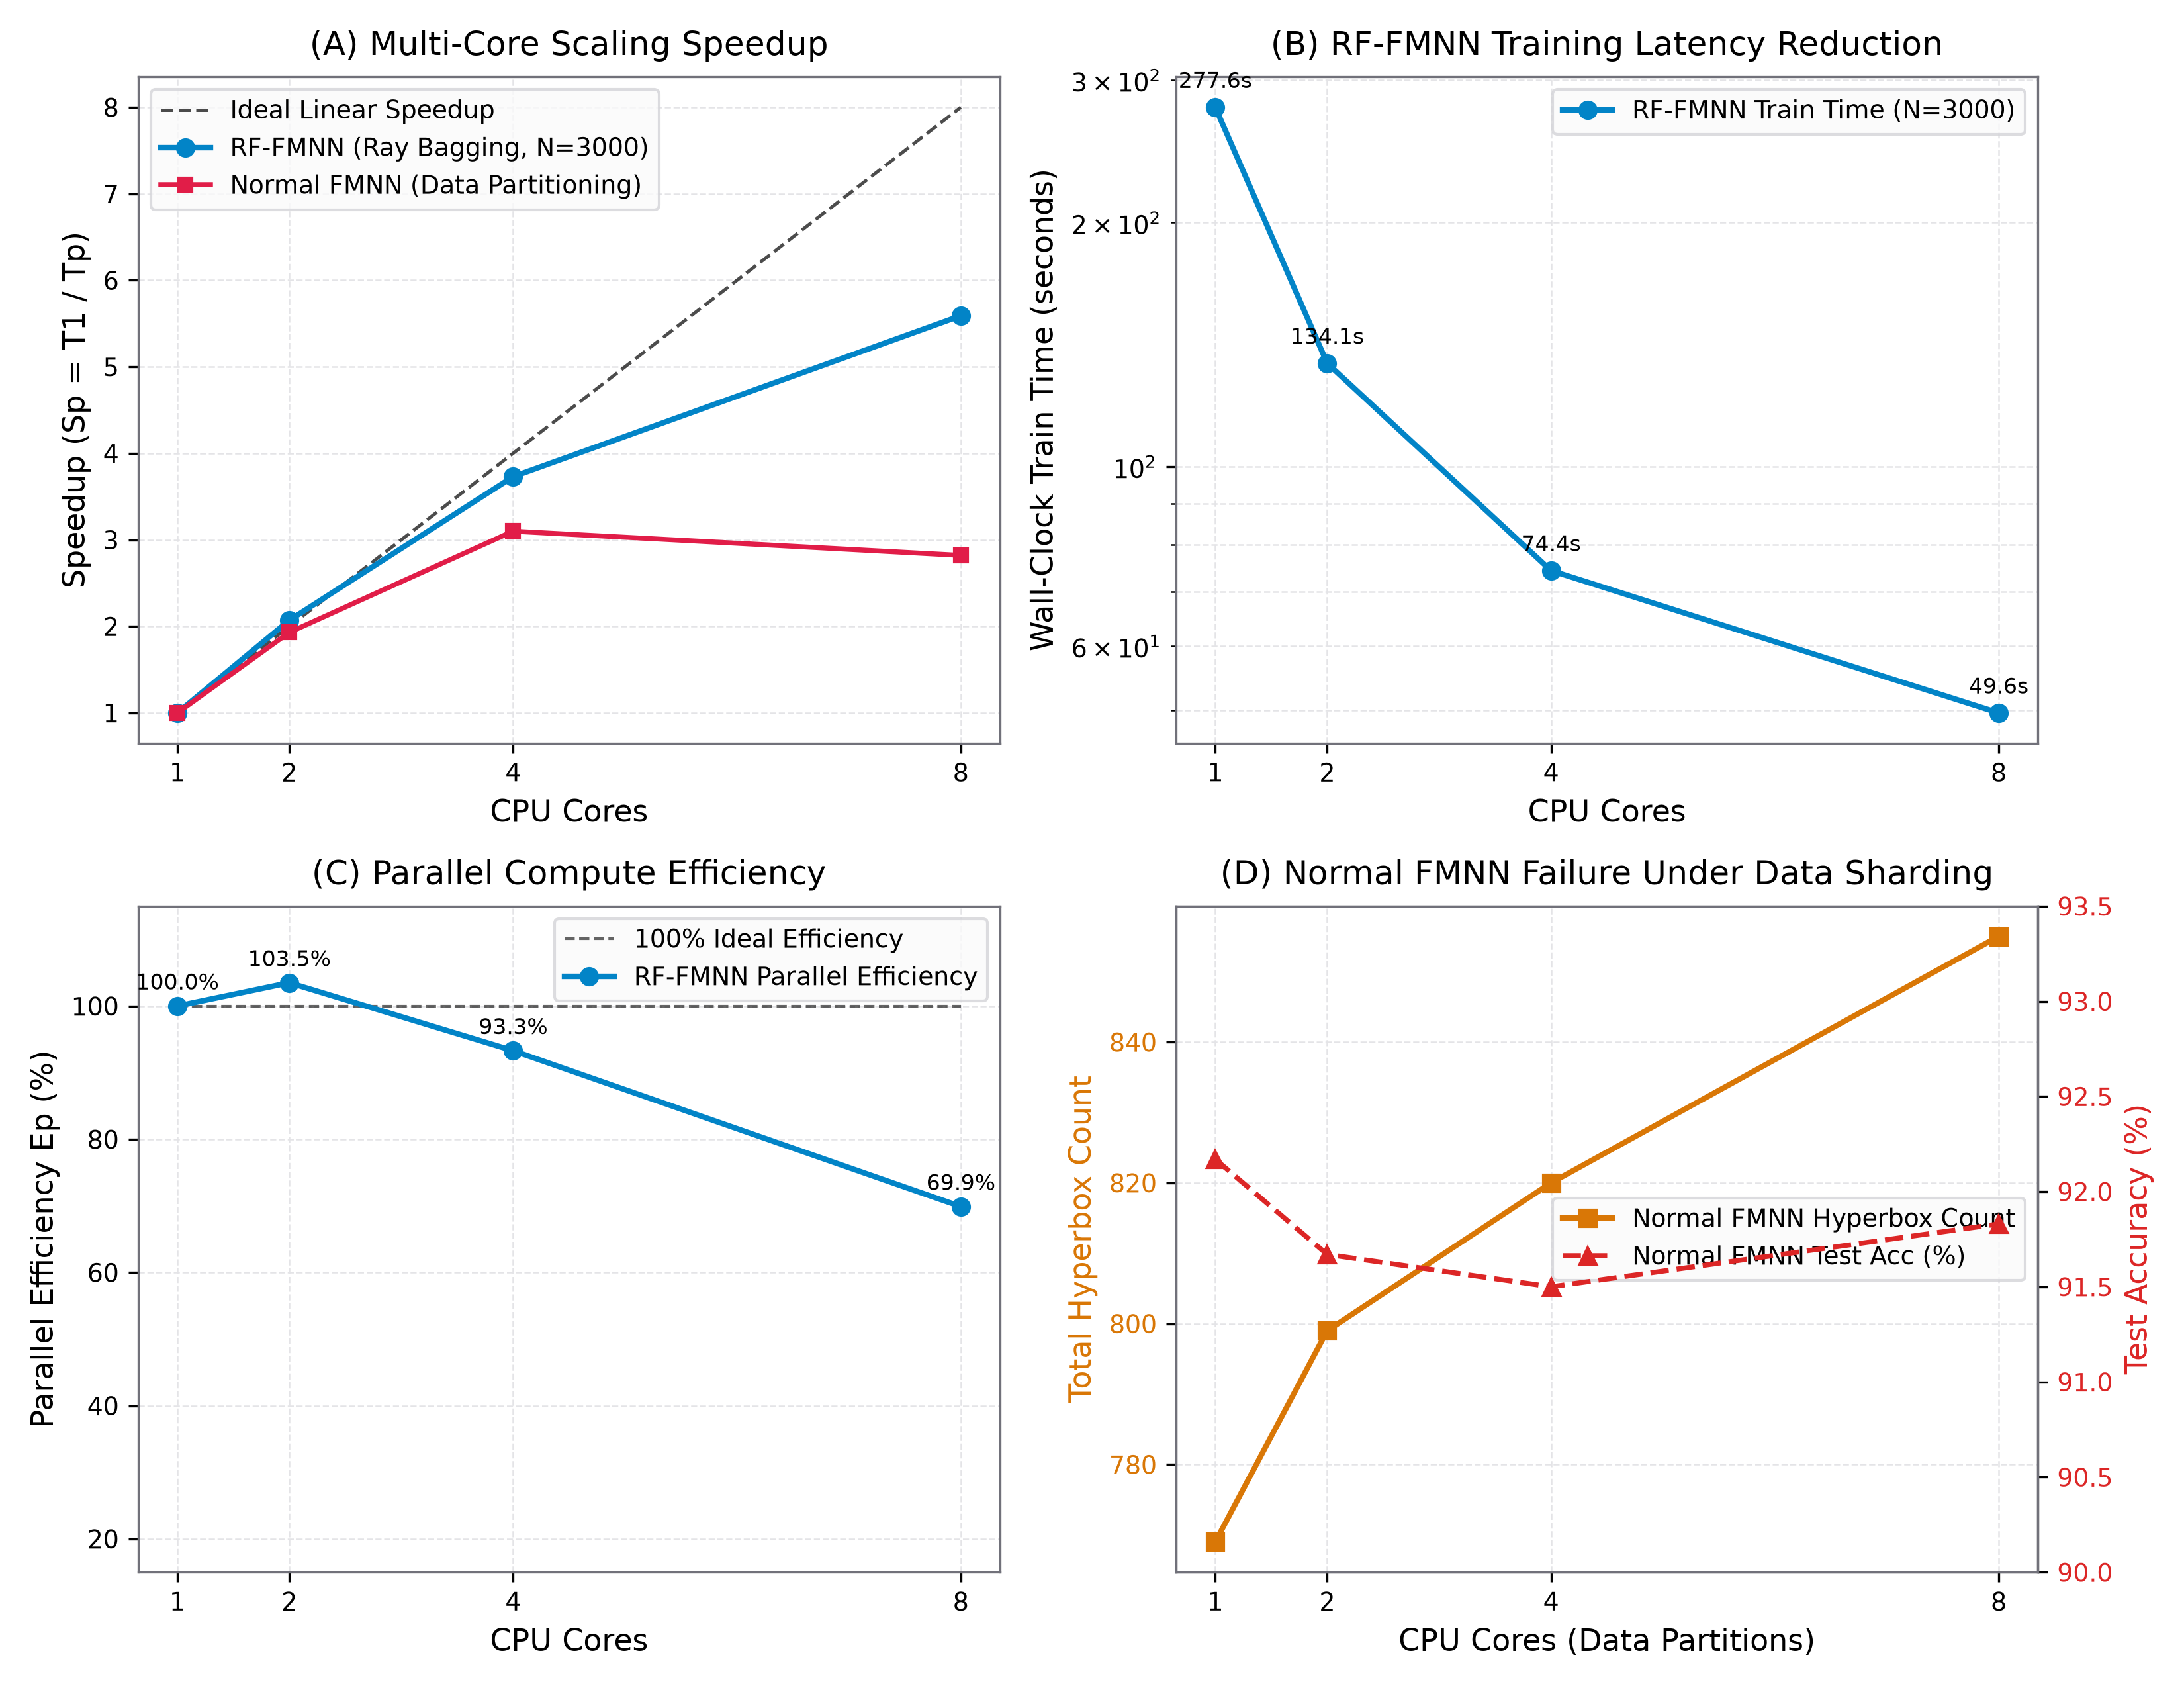 (A) Multi-Core Scaling Speedup
Ideal Linear Speedup
RF-FMNN (Ray Bagging, N=3000)
Normal FMNN (Data Partitioning)
Speedup (Sp = T1 / Tp)
8
7
6
5
4
3
2
1
1 2 4 8
CPU Cores
(B) RF-FMNN Training Latency Reduction
RF-FMNN Train Time (N=3000)
Wall-Clock Train Time (seconds)
3 × 10²
2 × 10²
10²
6 × 10¹
277.6s
134.1s
74.4s
49.6s
1 2 4 8
CPU Cores
(C) Parallel Compute Efficiency
100% Ideal Efficiency
RF-FMNN Parallel Efficiency
Parallel Efficiency Ep (%)
100
80
60
40
20
100.0%
103.5%
93.3%
69.9%
1 2 4 8
CPU Cores
(D) Normal FMNN Failure Under Data Sharding
Total Hyperbox Count
840
820
800
780
Normal FMNN Hyperbox Count
Normal FMNN Test Acc (%)
93.5
93.0
92.5
92.0
91.5
91.0
90.5
90.0
Test Accuracy (%)
1 2 4 8
CPU Cores (Data Partitions)